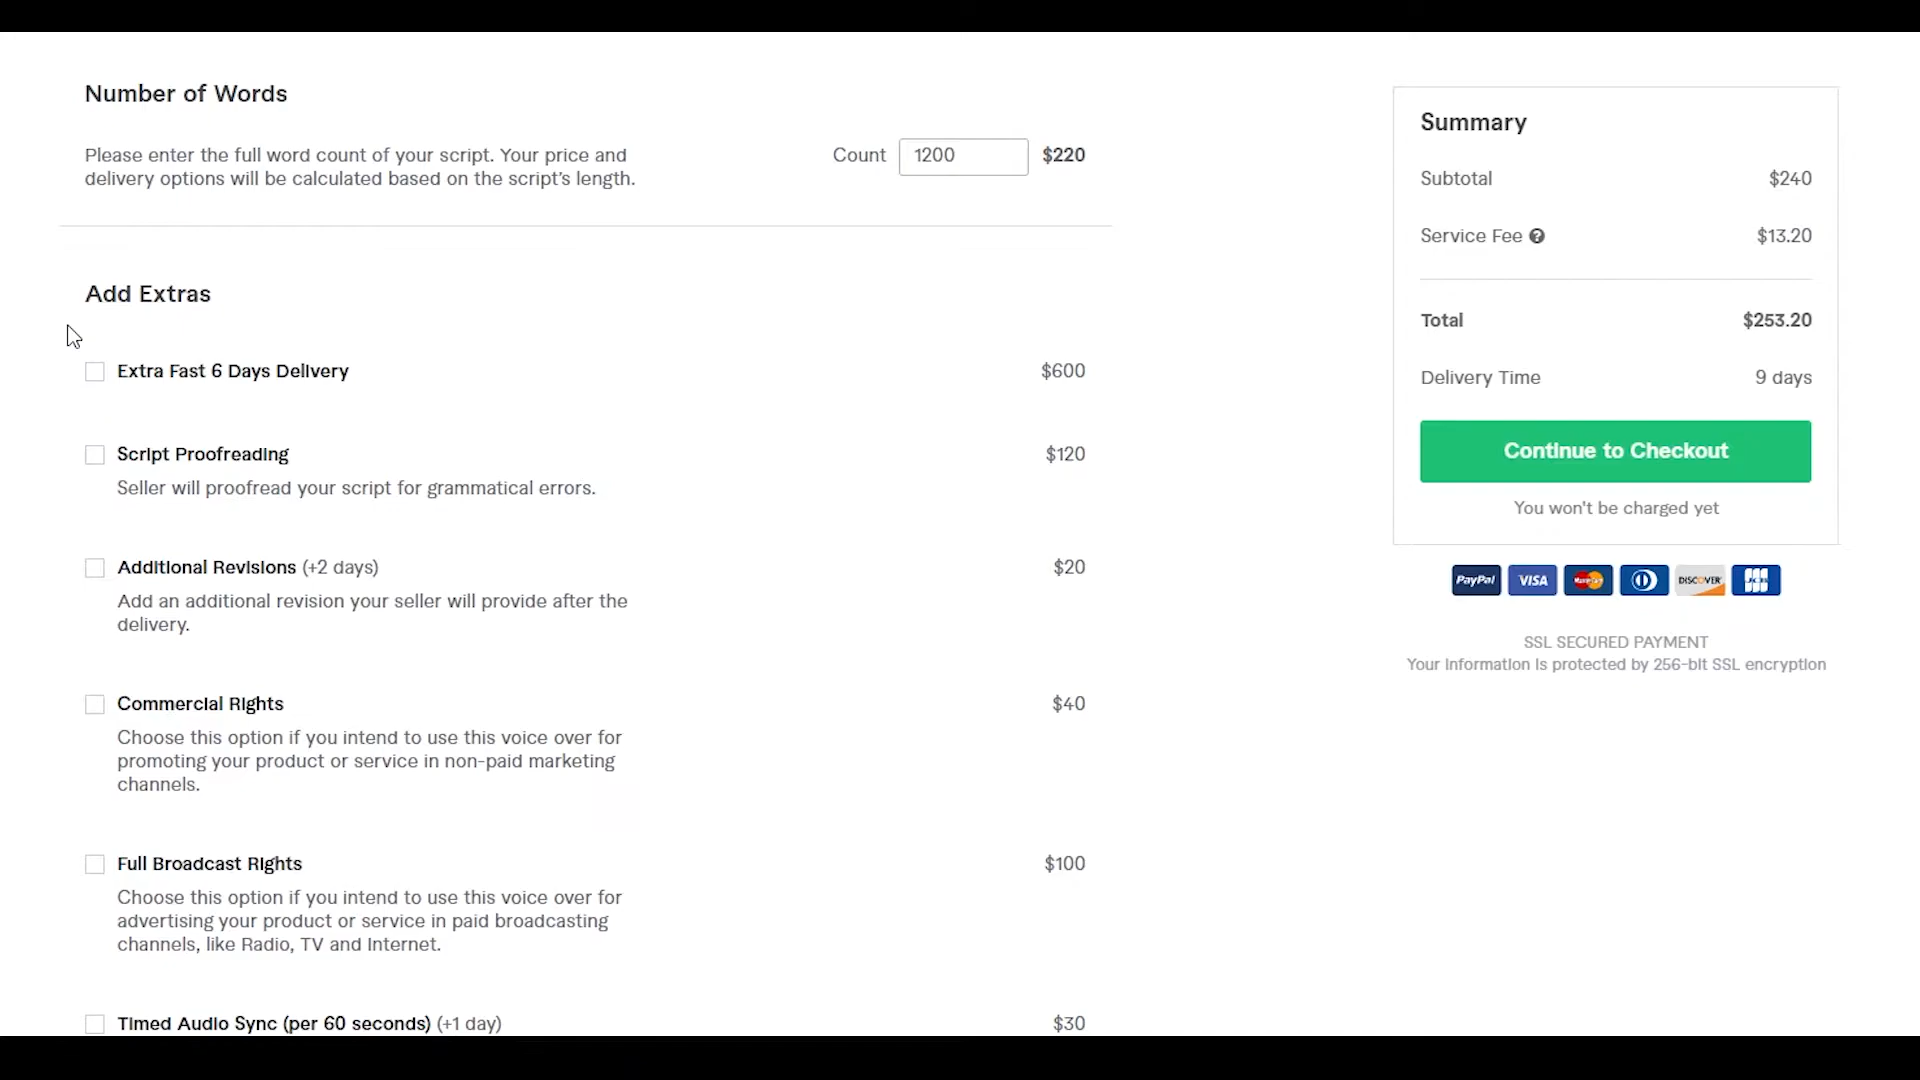 Number of Words
Please enter the full word count of your script. Your price and
delivery options will be calculated based on the script's length.
Count 1200 $220
Add Extras
Extra Fast 6 Days Delivery $600
Script Proofreading $120
Seller will proofread your script for grammatical errors.
Additional Revisions (+2 days) $20
Add an additional revision your seller will provide after the
delivery.
Commercial Rights $40
Choose this option if you intend to use this voice over for
promoting your product or service in non-paid marketing
channels.
Full Broadcast Rights $100
Choose this option if you intend to use this voice over for
advertising your product or service in paid broadcasting
channels, like Radio, TV and Internet.
Timed Audio Sync (per 60 seconds) (+1 day) $30
Summary
Subtotal $240
Service Fee ? $13.20
Total $253.20
Delivery Time 9 days
Continue to Checkout
You won't be charged yet
PayPal VISA MasterCard DISCOVER JCB
SSL SECURED PAYMENT
Your information is protected by 256-bit SSL encryption